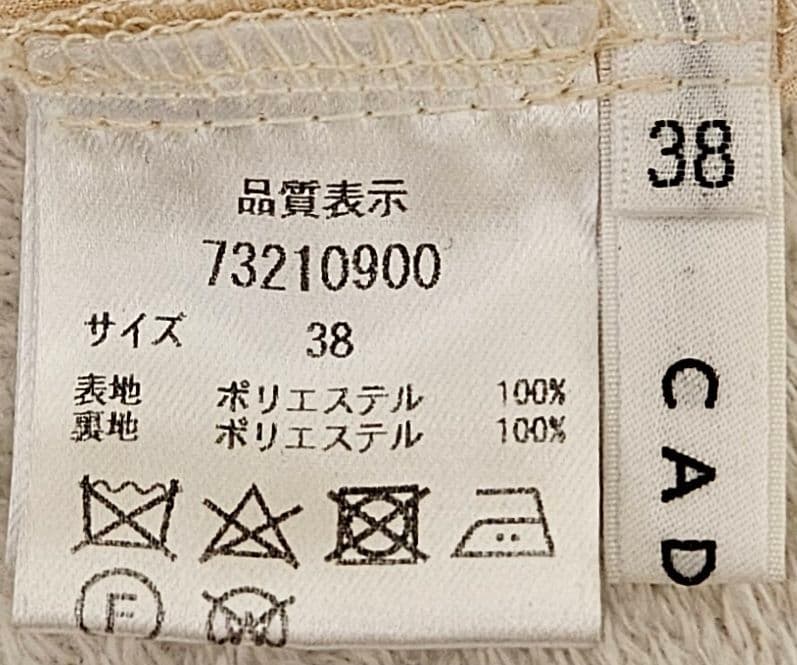 品質表示
73210900
サイズ 38
表地 ポリエステル 100%
裏地 ポリエステル 100%
F
W
38
CAD